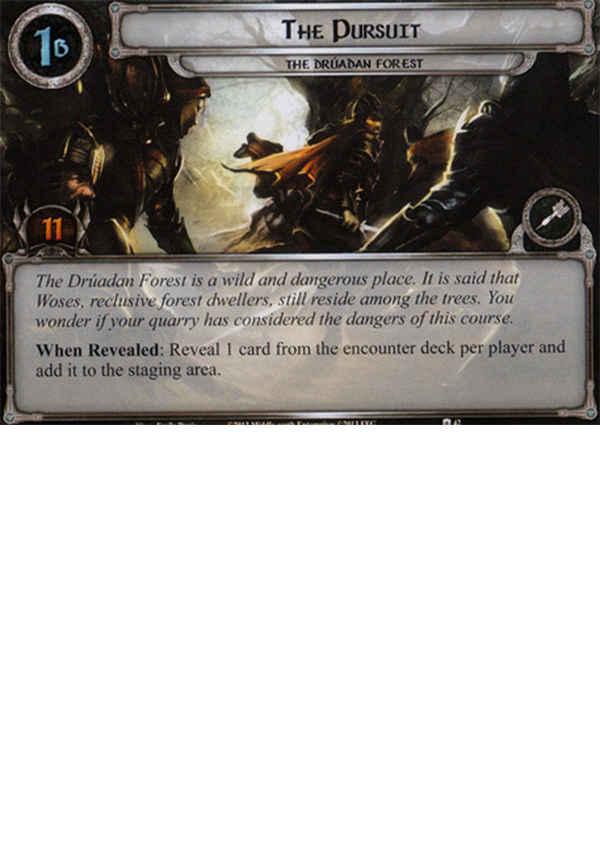 1B
THE PURSUIT
THE DRÚADAN FOREST
11
The Drúadan Forest is a wild and dangerous place. It is said that
Woses, reclusive forest dwellers, still reside among the trees. You
wonder if your quarry has considered the dangers of this course.
When Revealed: Reveal 1 card from the encounter deck per player and
add it to the staging area.